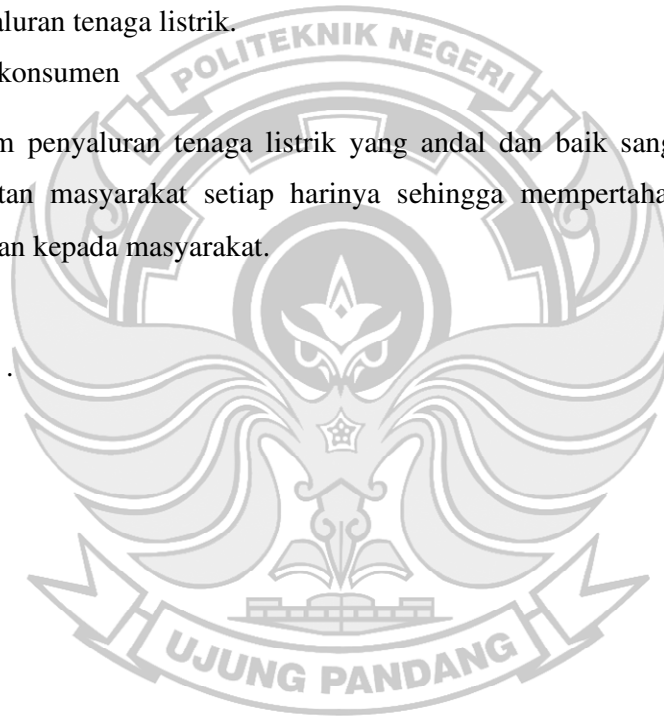 aluran tenaga listrik.
konsumen
m penyaluran tenaga listrik yang andal dan baik sang
tan masyarakat setiap harinya sehingga mempertaha
an kepada masyarakat.
.
POLITEKNIK NEGERI
UJUNG PANDANG